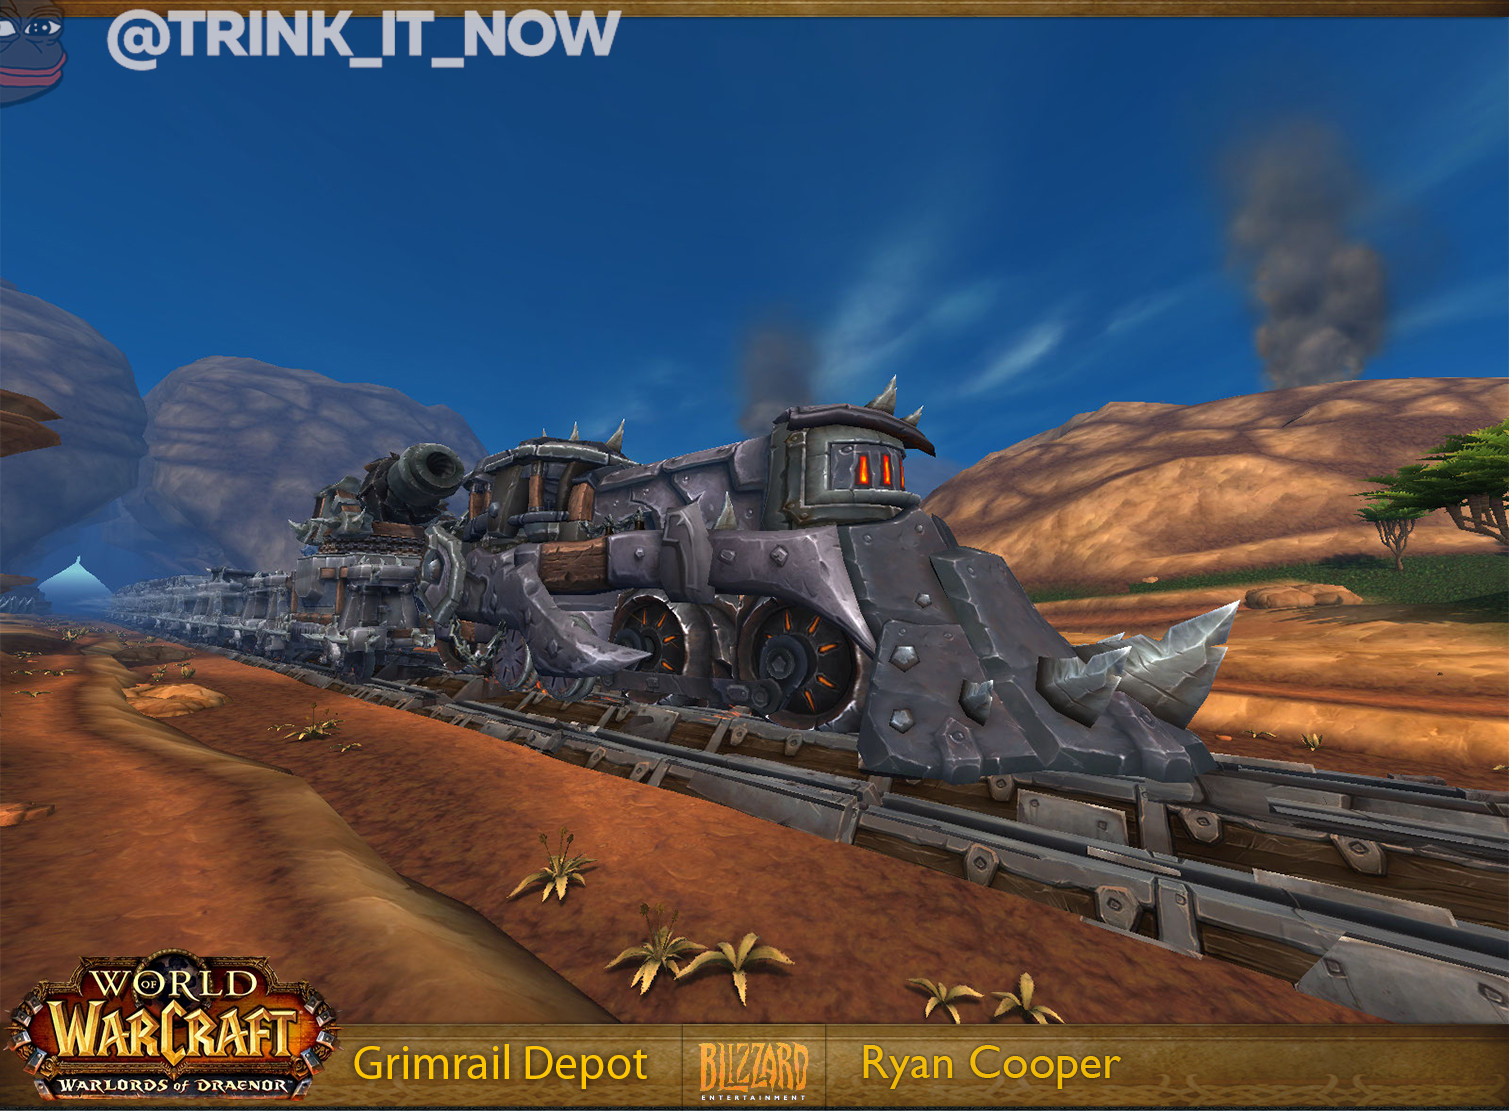 @TRINK_IT_NOW
WORLD OF WARCRAFT
WARLORDS of DRAENOR
Grimrail Depot
BLIZZARD
ENTERTAINMENT
Ryan Cooper